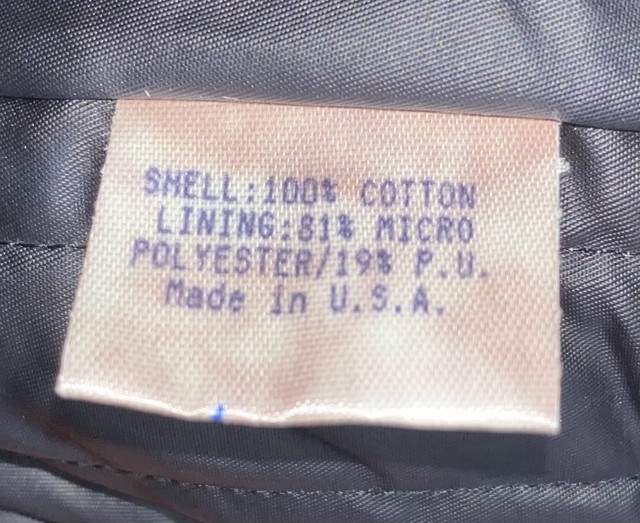 SHELL:100% COTTON
LINING:81% MICRO
POLYESTER/19% P.U.
Made in U.S.A.